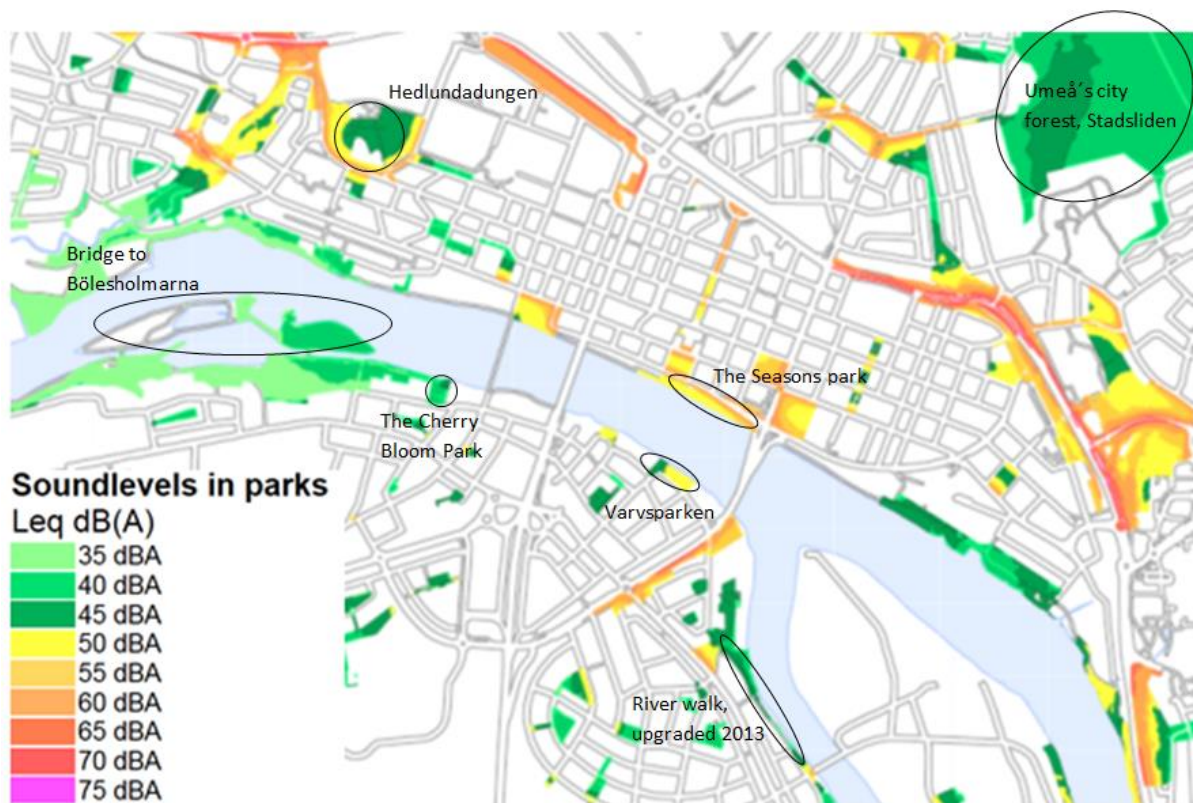 Hedlundadungen
Umeå´s city
forest, Stadsliden
Bridge to
Bölesholmarna
The Seasons park
The Cherry
Bloom Park
Varvsparken
River walk,
upgraded 2013
Soundlevels in parks
Leq dB(A)
35 dBA
40 dBA
45 dBA
50 dBA
55 dBA
60 dBA
65 dBA
70 dBA
75 dBA